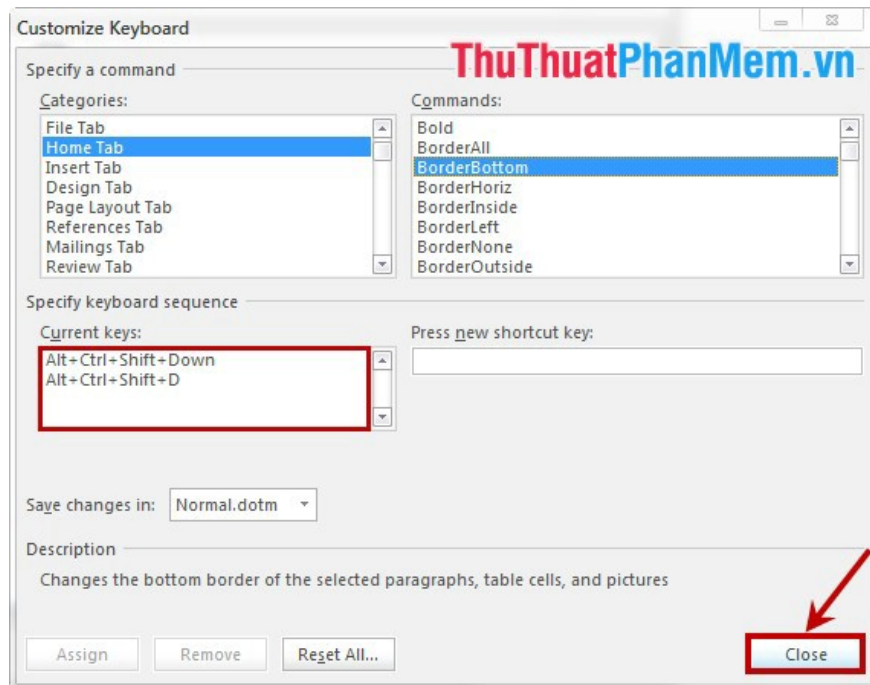 Customize Keyboard
ThuThuatPhanMem.vn
Specify a command
Categories:
File Tab
Home Tab
Insert Tab
Design Tab
Page Layout Tab
References Tab
Mailings Tab
Review Tab
Commands:
Bold
BorderAll
BorderBottom
BorderHoriz
BorderInside
BorderLeft
BorderNone
BorderOutside
Specify keyboard sequence
Current keys:
Alt+Ctrl+Shift+Down
Alt+Ctrl+Shift+D
Press new shortcut key:
Save changes in: Normal.dotm
Description
Changes the bottom border of the selected paragraphs, table cells, and pictures
Assign Remove Reset All... Close